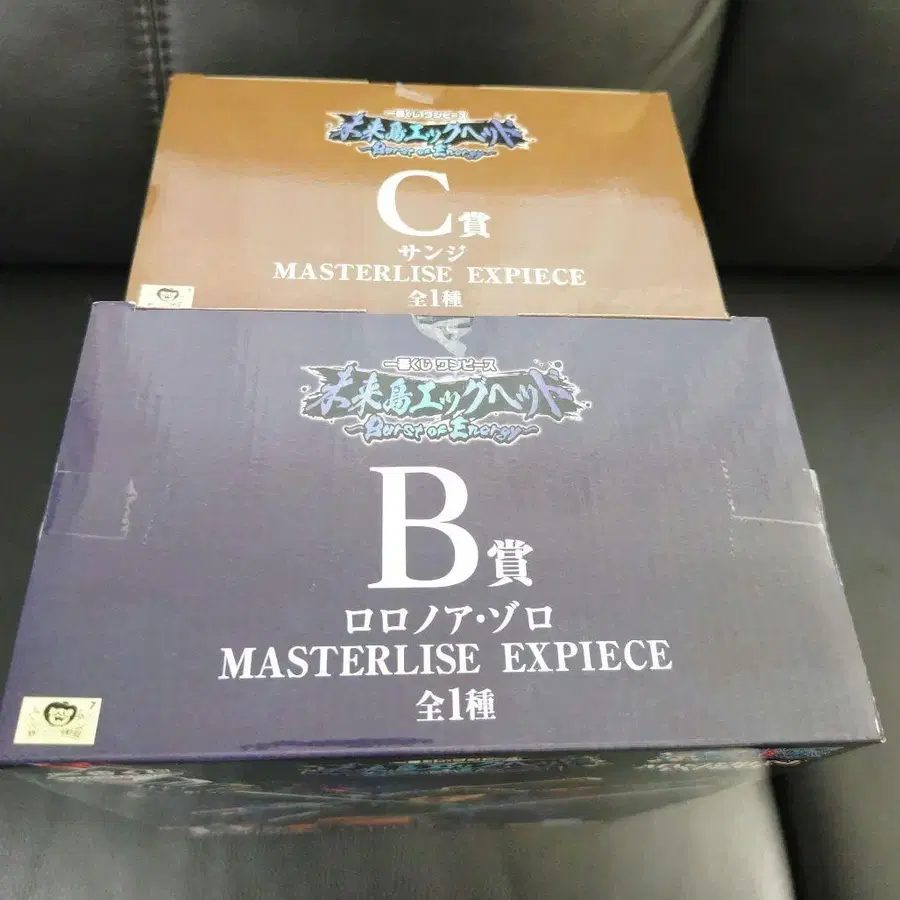 一番くじ ワンピース
未来島エッグヘッド
~Burst of Energy~
C賞
サンジ
MASTERLISE EXPIECE
全1種
一番くじ ワンピース
未来島エッグヘッド
~Burst of Energy~
B賞
ロロノア・ゾロ
MASTERLISE EXPIECE
全1種